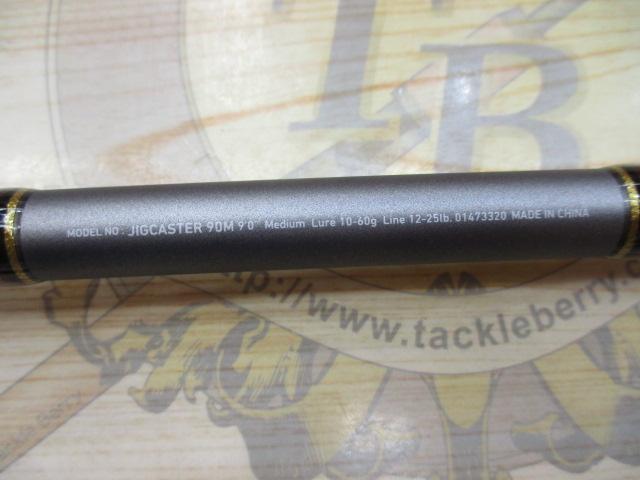 TB
MODEL NO: JIGCASTER 90M 9'0" Medium Lure 10-60g Line 12-25lb. 01473320 MADE IN CHINA
http://www.tackleberry.c